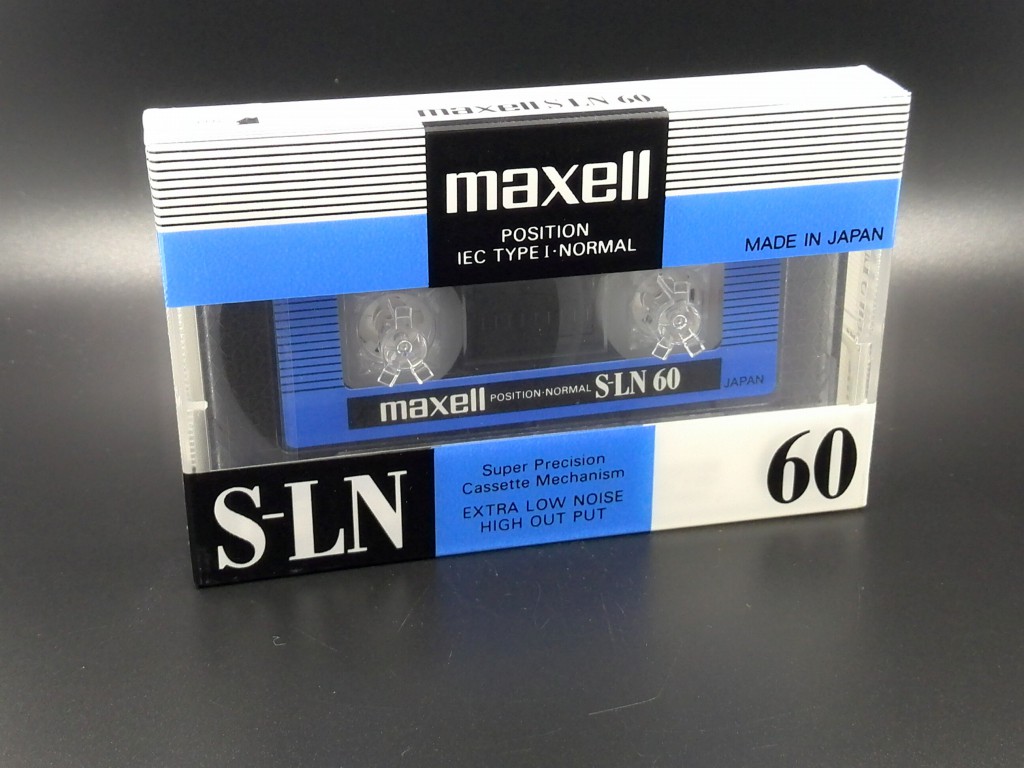 maxell S-LN 60
maxell
POSITION
IEC TYPE I·NORMAL
MADE IN JAPAN
maxell POSITION·NORMAL S-LN 60
JAPAN
S-LN
Super Precision
Cassette Mechanism
EXTRA LOW NOISE
HIGH OUT PUT
60